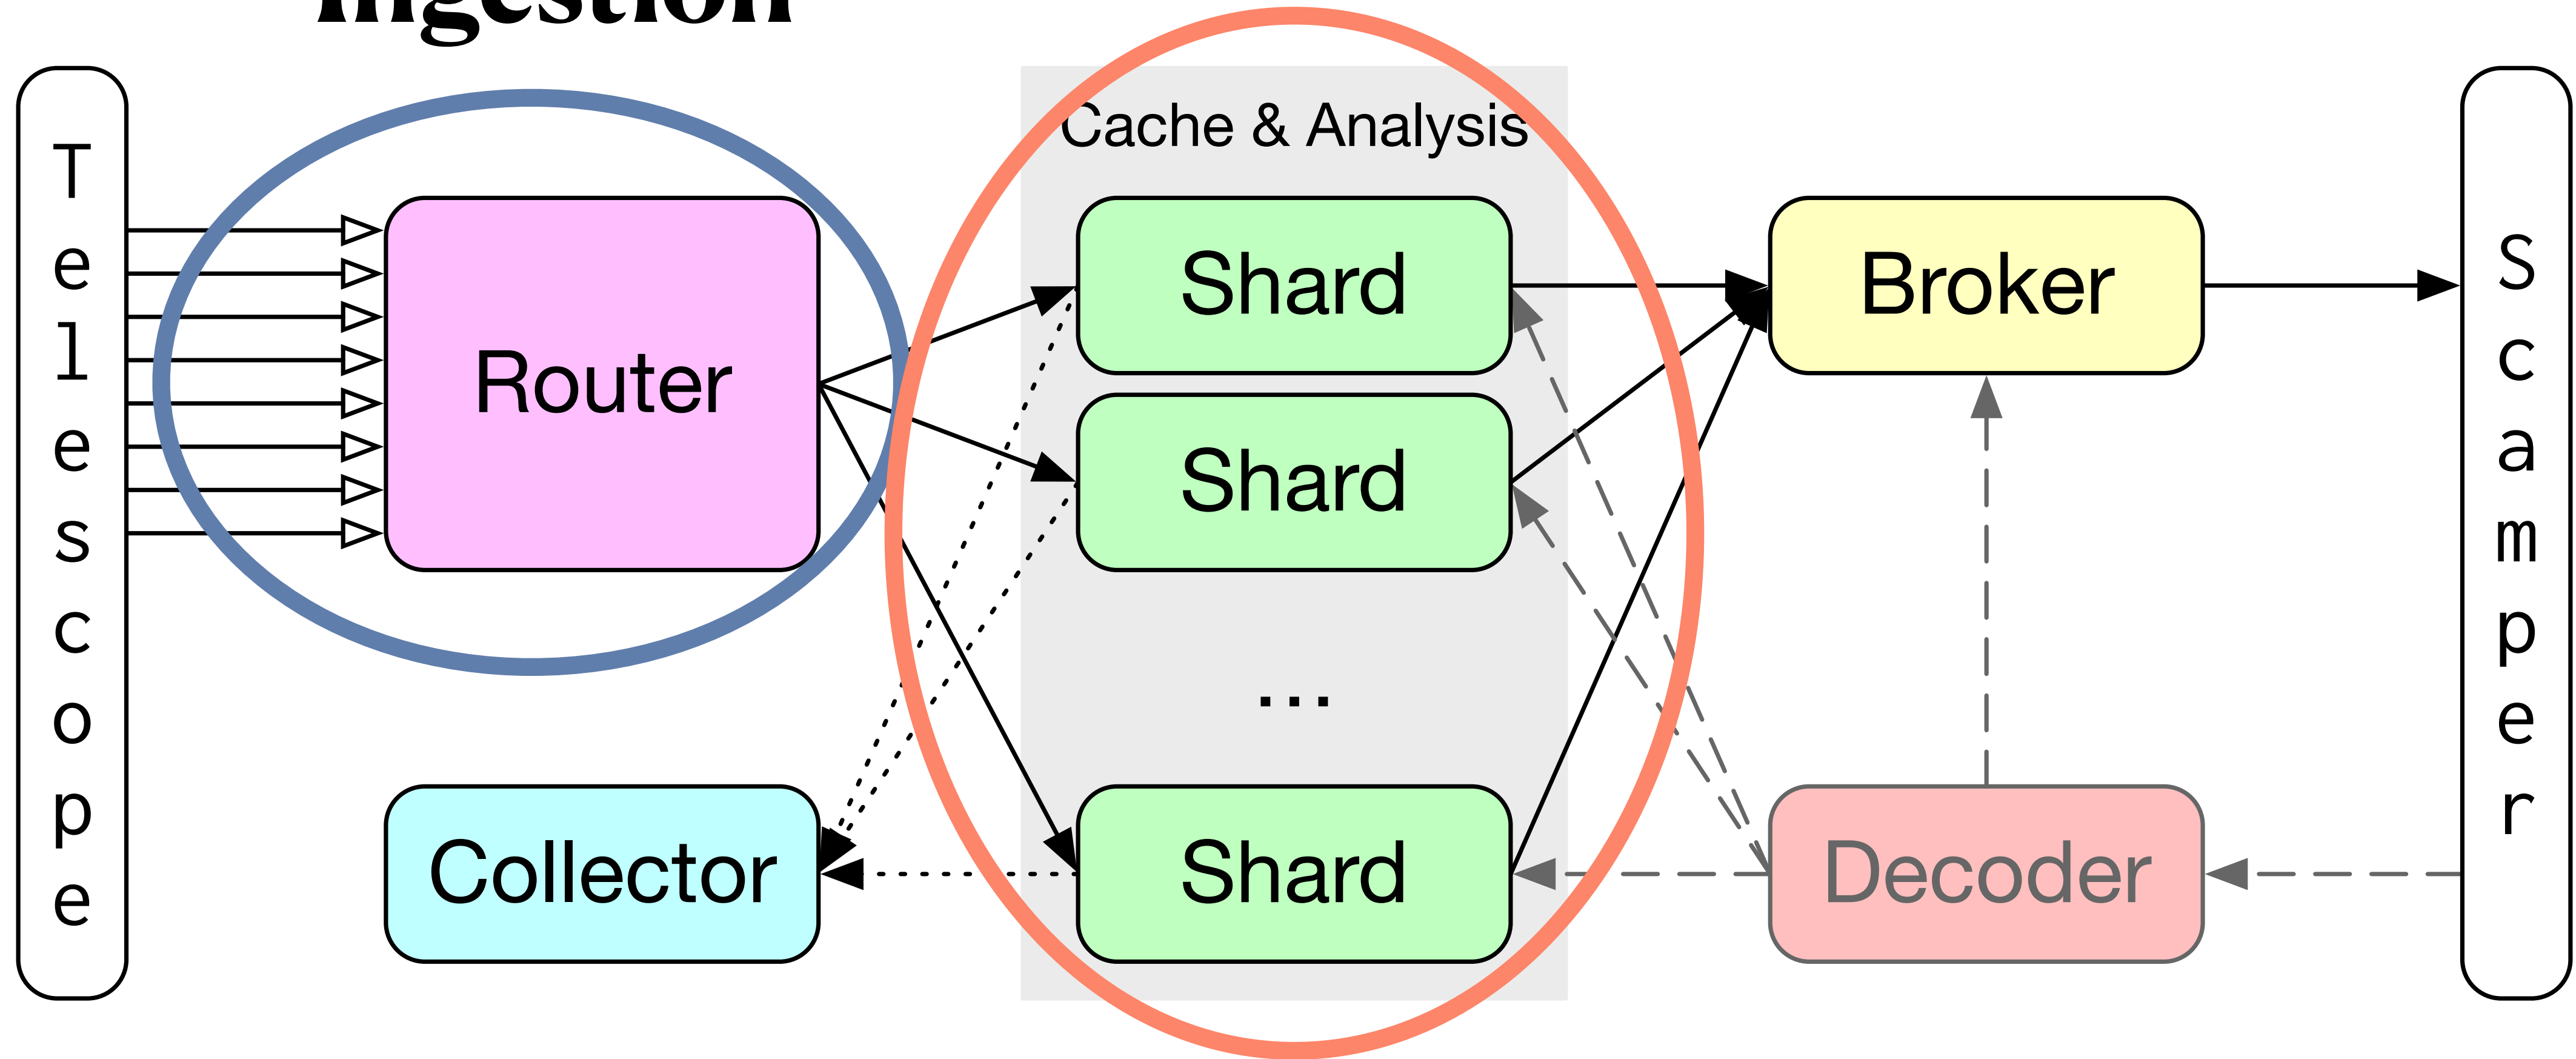 ingestion
Telescope
Cache & Analysis
Router
Shard
Shard
...
Shard
Collector
Broker
Decoder
Scamper